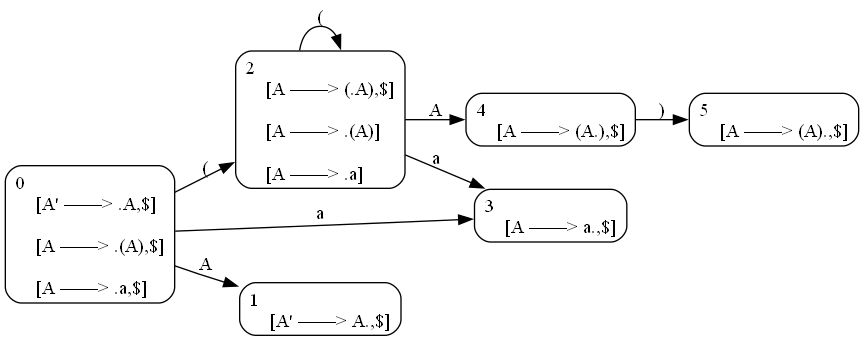 (
2
[A ———> (.A),$]
[A ———> .(A)]
[A ———> .a]
A
4
[A ———> (A.),$]
)
5
[A ———> (A).,$]
(
a
0
[A' ———> .A,$]
[A ———> .(A),$]
[A ———> .a,$]
a
3
[A ———> a.,$]
A
1
[A' ———> A.,$]